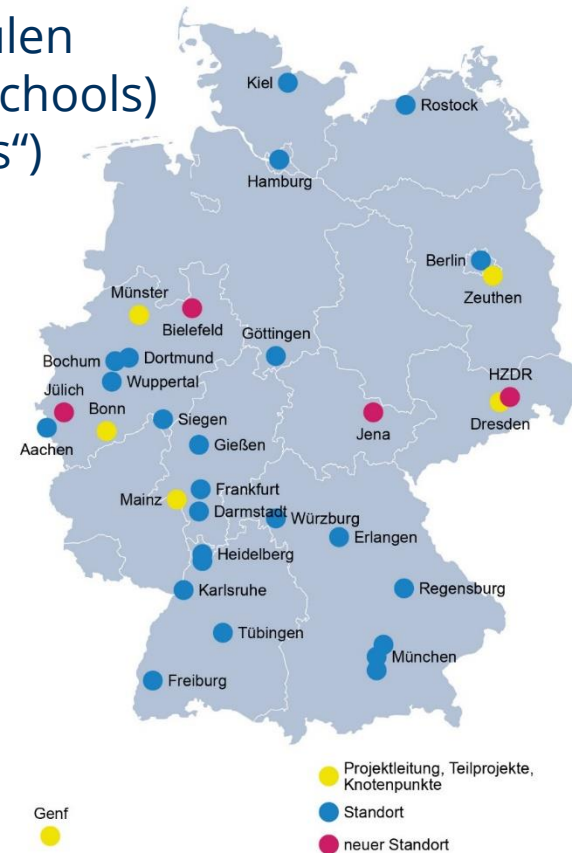 ulen
chools)
s“)
Kiel
Rostock
Hamburg
Berlin
Zeuthen
Münster
Bielefeld
Göttingen
Bochum
Dortmund
HZDR
Jülich
Wuppertal
Bonn
Siegen
Jena
Dresden
Aachen
Gießen
Mainz
Frankfurt
Darmstadt
Würzburg
Erlangen
Heidelberg
Karlsruhe
Regensburg
Tübingen
München
Freiburg
Projektleitung, Teilprojekte,
Knotenpunkte
Genf
Standort
neuer Standort